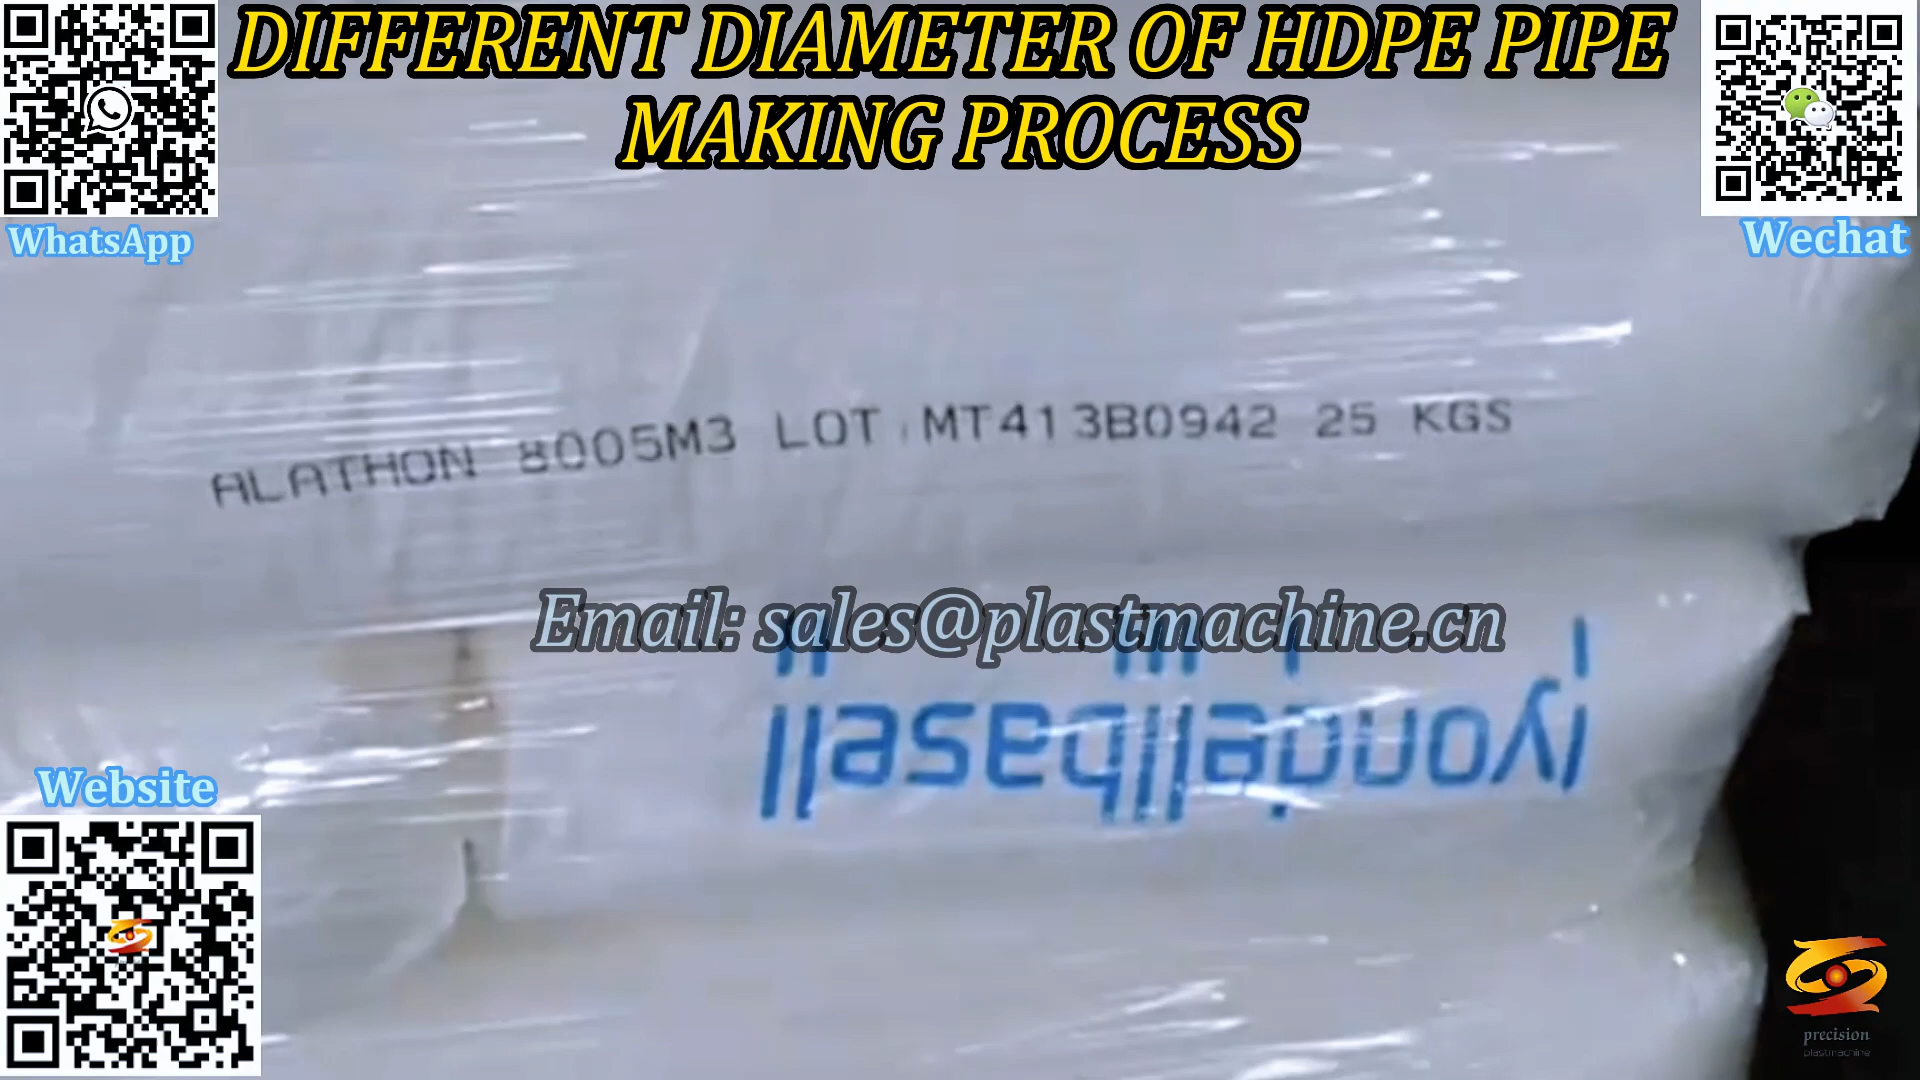 DIFFERENT DIAMETER OF HDPE PIPE
MAKING PROCESS
WhatsApp
Wechat
ALATHON 8005M3 LOT: MT413B0942 25 KGS
Email: sales@plastmachine.cn
lyondellbasell
Website
precision
plastmachine